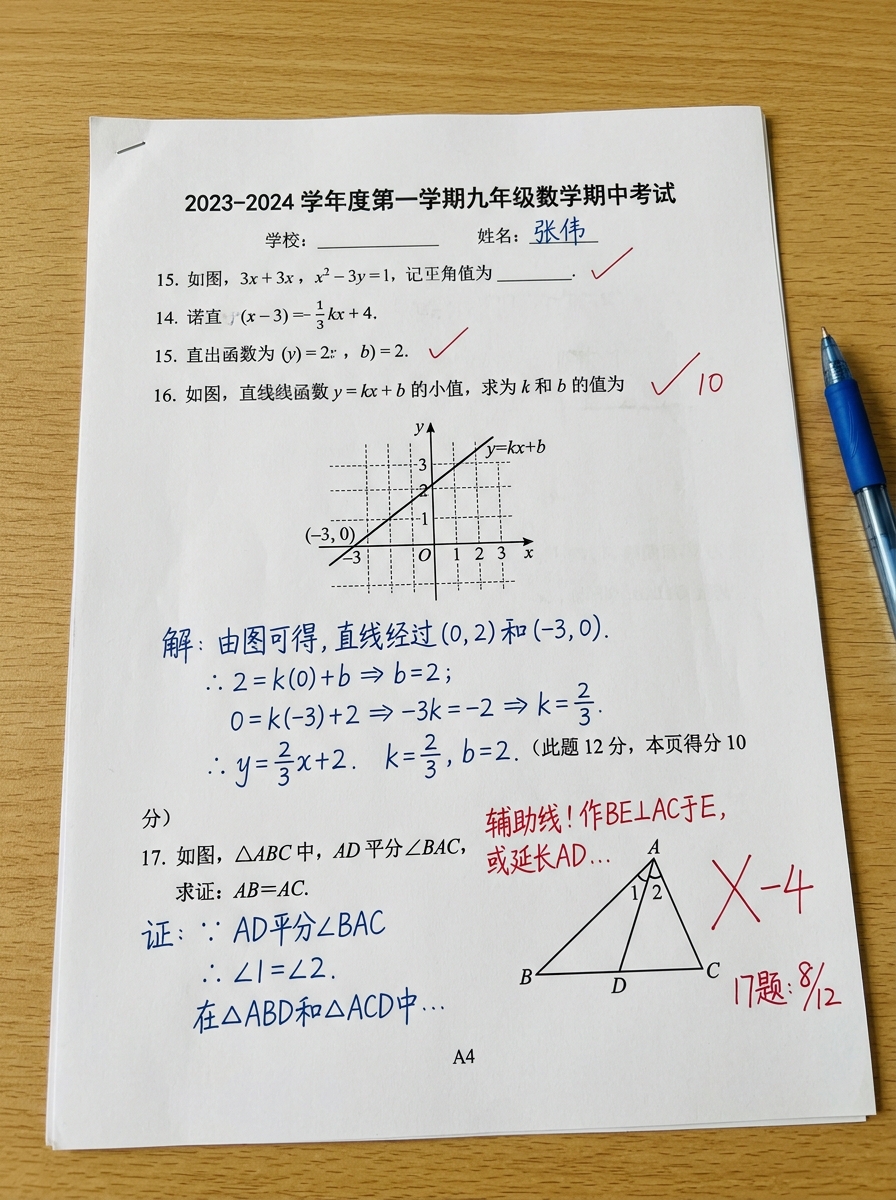 2023-2024 学年度第一学期九年级数学期中考试
学校：____________ 姓名：张伟
15. 如图，3x + 3x，x² − 3y = 1，记正角值为 ________. ✓
14. 诺直 (x − 3) =− 1/3 kx + 4.
15. 直出函数为 (y) = 2x，b) = 2. ✓
16. 如图，直线线函数 y = kx + b 的小值，求为 k 和 b 的值为 ✓ 10
y
y=kx+b
3
2
1
(−3, 0)
−3 O 1 2 3 x
解：由图可得，直线经过(0,2)和(-3,0).
∴ 2=k(0)+b ⇒ b=2;
0=k(-3)+2 ⇒ -3k=-2 ⇒ k=2/3.
∴ y=2/3x+2. k=2/3, b=2.（此题 12 分，本页得分 10
分）
辅助线！作BE⊥AC于E，
或延长AD...
17. 如图，△ABC 中，AD 平分∠BAC，
求证：AB=AC.
A
1 2
B D C
X -4
17题：8/12
证：∵ AD平分∠BAC
∴ ∠1=∠2.
在△ABD和△ACD中...
A4